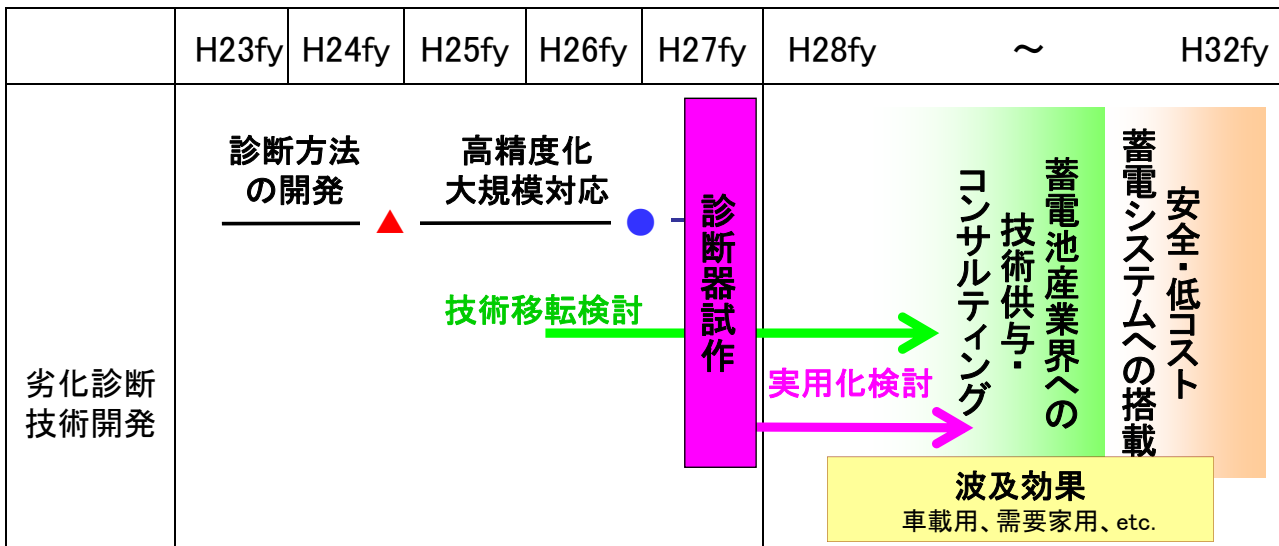 H23fy
H24fy
H25fy
H26fy
H27fy
H28fy
～
H32fy
劣化診断
技術開発
診断方法
の開発
高精度化
大規模対応
診断器試作
技術移転検討
実用化検討
蓄電池産業界への
技術供与・
コンサルティング
安全・低コスト
蓄電システムへの搭載
波及効果
車載用、需要家用、etc.